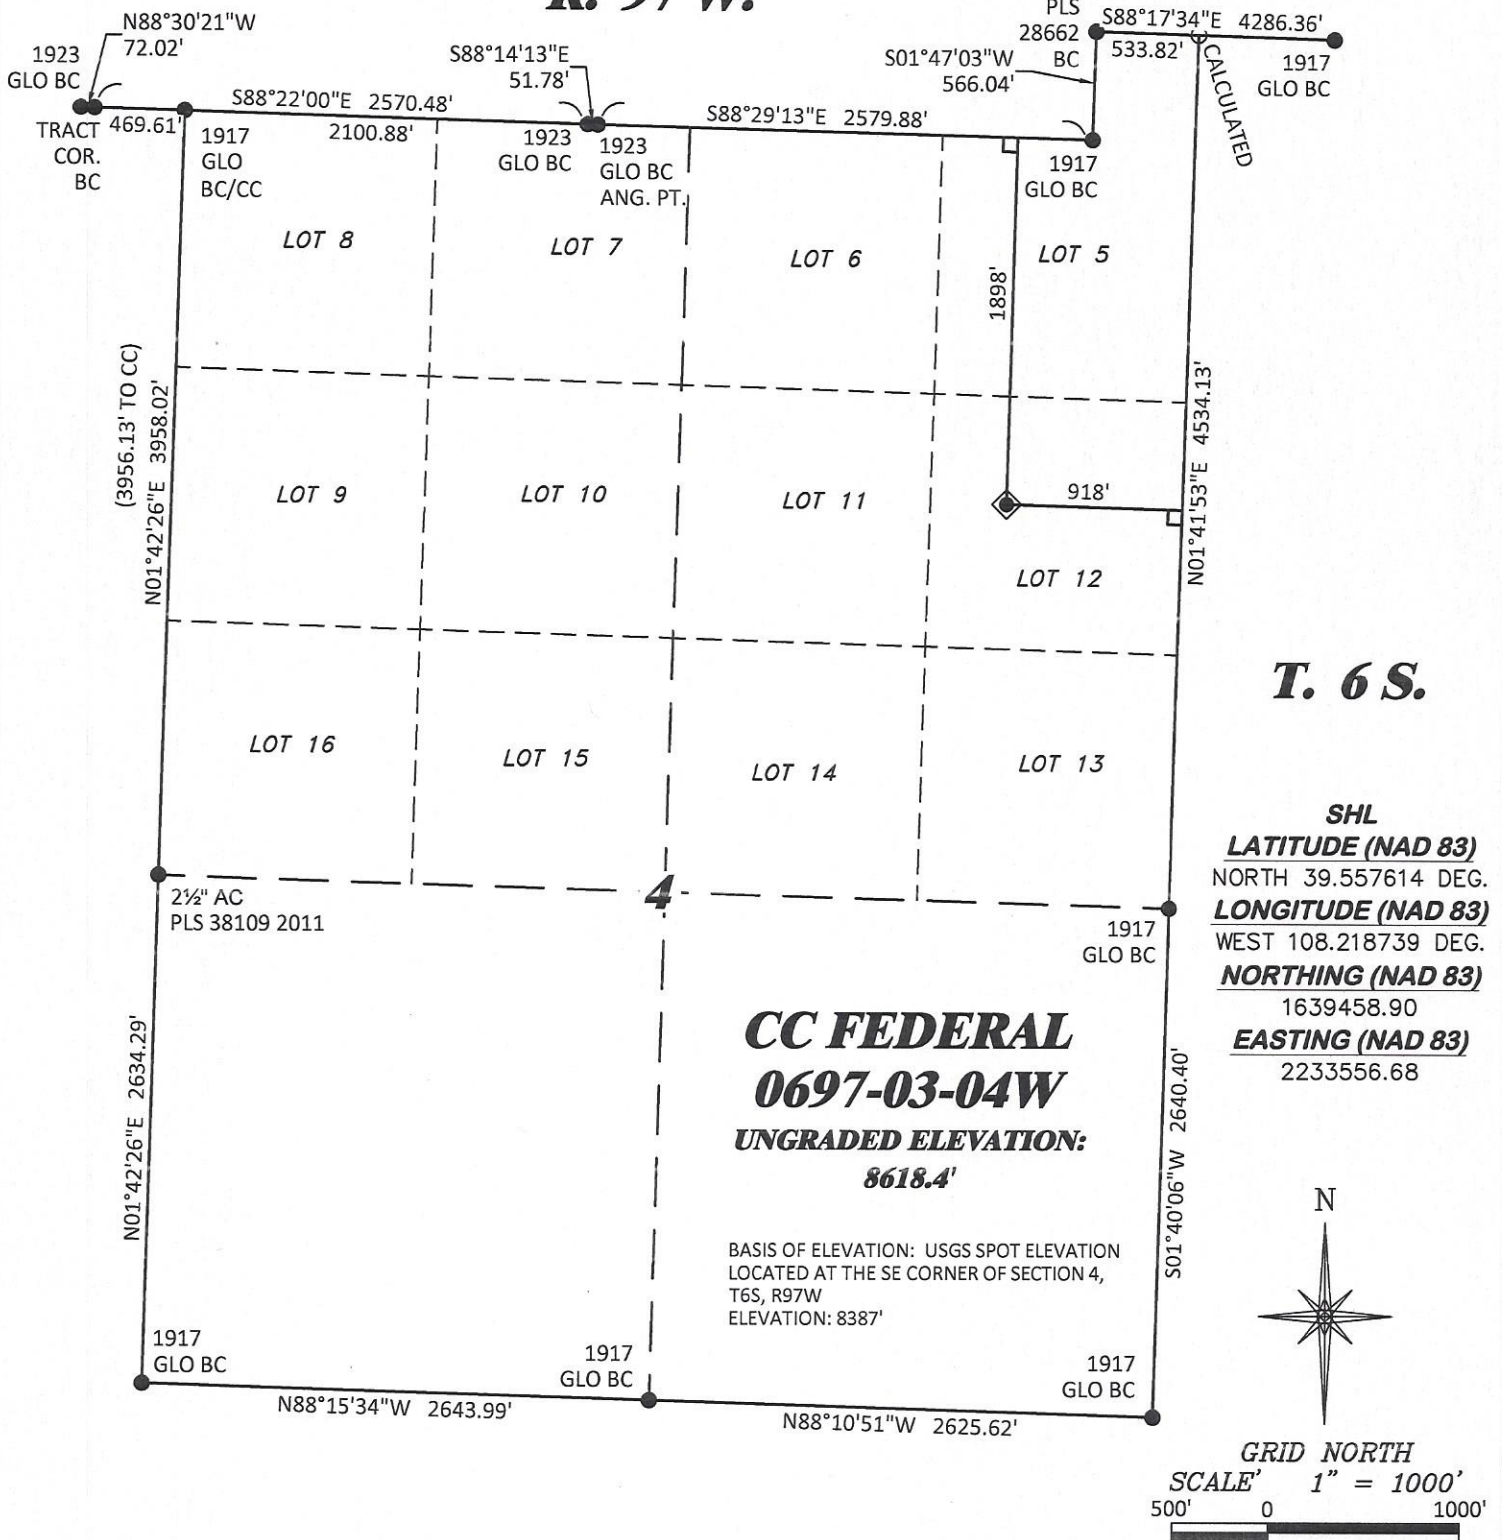 R. 97 W.
N88°30'21"W
72.02'
1923
GLO BC
TRACT
COR.
BC
469.61'
S88°22'00"E 2570.48'
2100.88'
1917
GLO
BC/CC
S88°14'13"E
51.78'
1923
GLO BC
1923
GLO BC
ANG. PT.
S88°29'13"E 2579.88'
S01°47'03"W
566.04'
PLS
28662
BC
S88°17'34"E 4286.36'
533.82'
1917
GLO BC
CALCULATED
1917
GLO BC
LOT 8
LOT 7
LOT 6
LOT 5
1898'
(3956.13' TO CC)
N01°42'26"E 3958.02'
N01°41'53"E 4534.13'
LOT 9
LOT 10
LOT 11
918'
LOT 12
T. 6 S.
LOT 16
LOT 15
LOT 14
LOT 13
SHL
LATITUDE (NAD 83)
NORTH 39.557614 DEG.
LONGITUDE (NAD 83)
WEST 108.218739 DEG.
NORTHING (NAD 83)
1639458.90
EASTING (NAD 83)
2233556.68
4
2½" AC
PLS 38109 2011
1917
GLO BC
CC FEDERAL
0697-03-04W
UNGRADED ELEVATION:
8618.4'
N01°42'26"E 2634.29'
S01°40'06"W 2640.40'
BASIS OF ELEVATION: USGS SPOT ELEVATION
LOCATED AT THE SE CORNER OF SECTION 4,
T6S, R97W
ELEVATION: 8387'
N
1917
GLO BC
1917
GLO BC
1917
GLO BC
N88°15'34"W 2643.99'
N88°10'51"W 2625.62'
GRID NORTH
SCALE' 1" = 1000'
500' 0 1000'